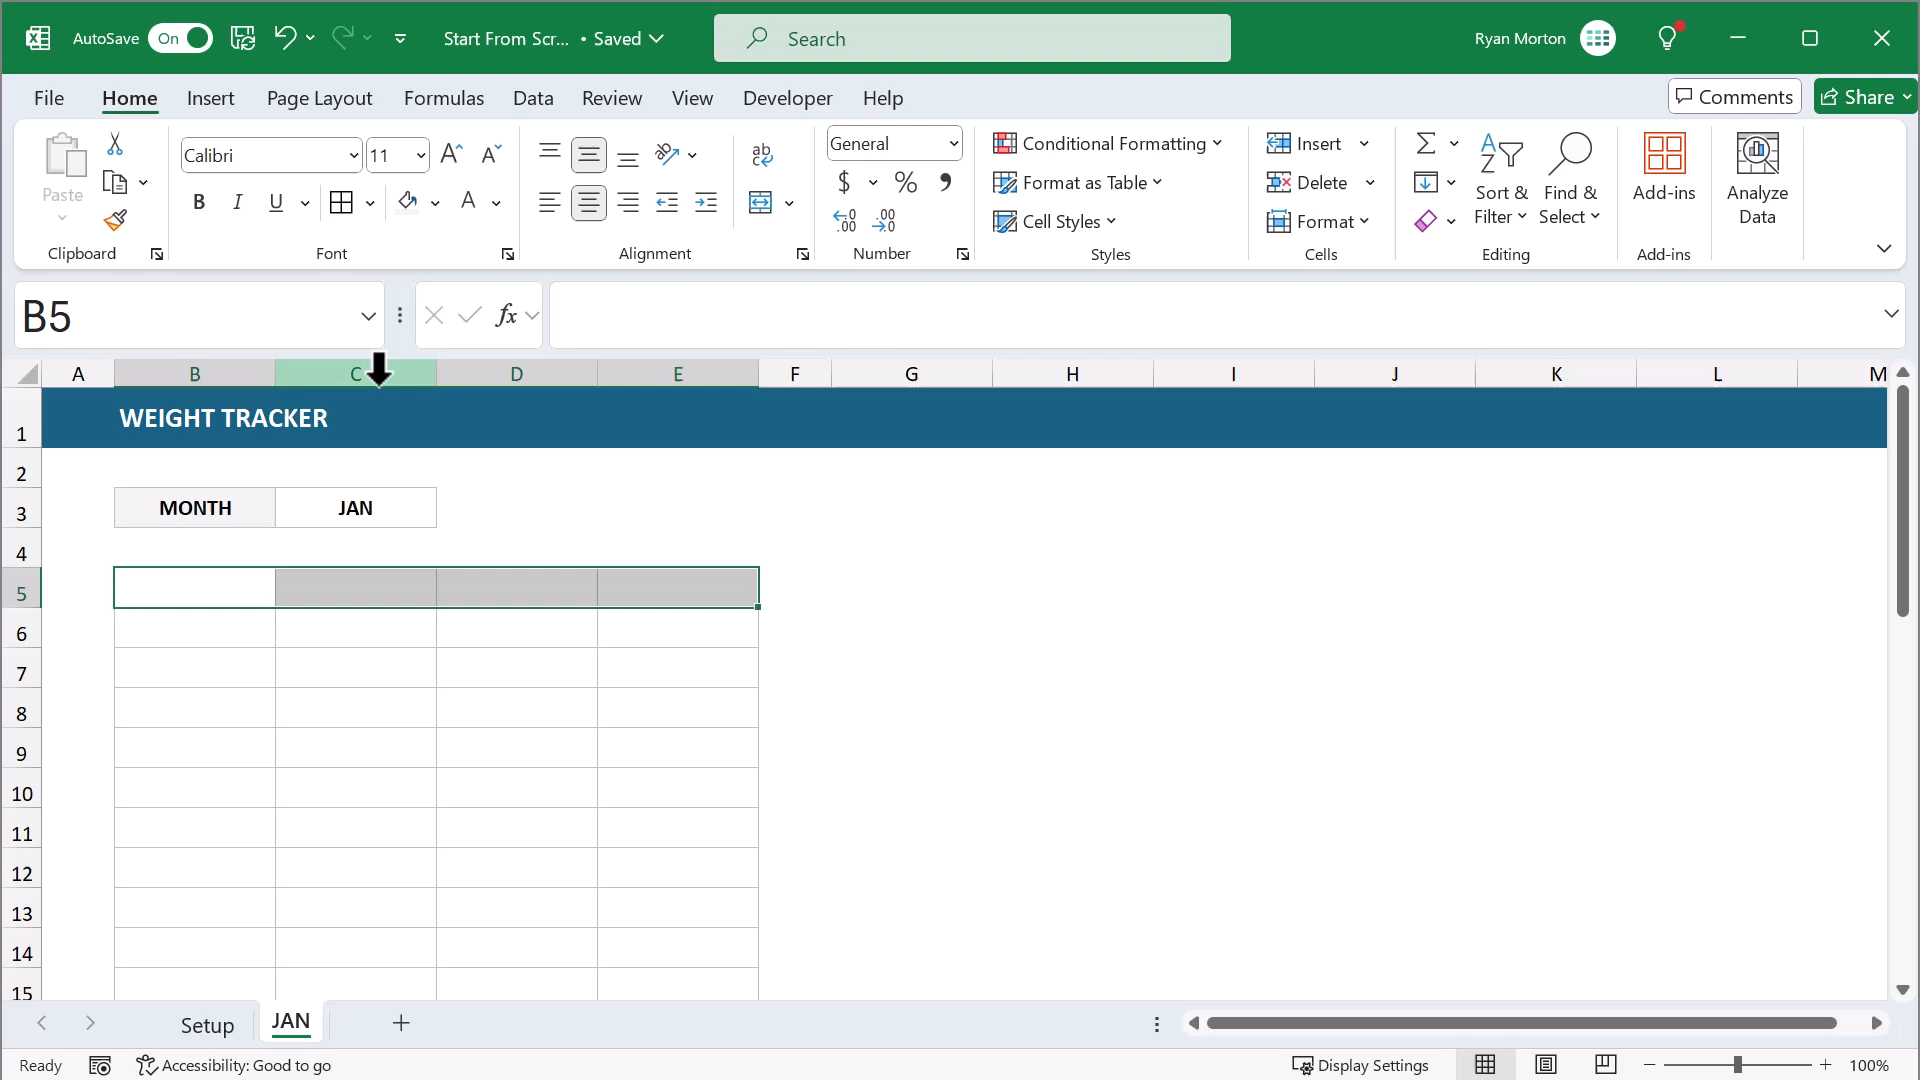 AutoSave On Start From Scr... • Saved Search Ryan Morton
File Home Insert Page Layout Formulas Data Review View Developer Help Comments Share
Paste
Clipboard
Calibri 11
B I U A
Font
ab
Alignment
General
$ % ,
Number
Conditional Formatting
Format as Table
Cell Styles
Styles
Insert
Delete
Format
Cells
Sort & Filter
Find & Select
Editing
Add-ins
Add-ins
Analyze Data
B5 fx
A B C D E F G H I J K L M
1 WEIGHT TRACKER
2
3 MONTH JAN
4
5
6
7
8
9
10
11
12
13
14
15
Setup JAN +
Ready Accessibility: Good to go Display Settings 100%